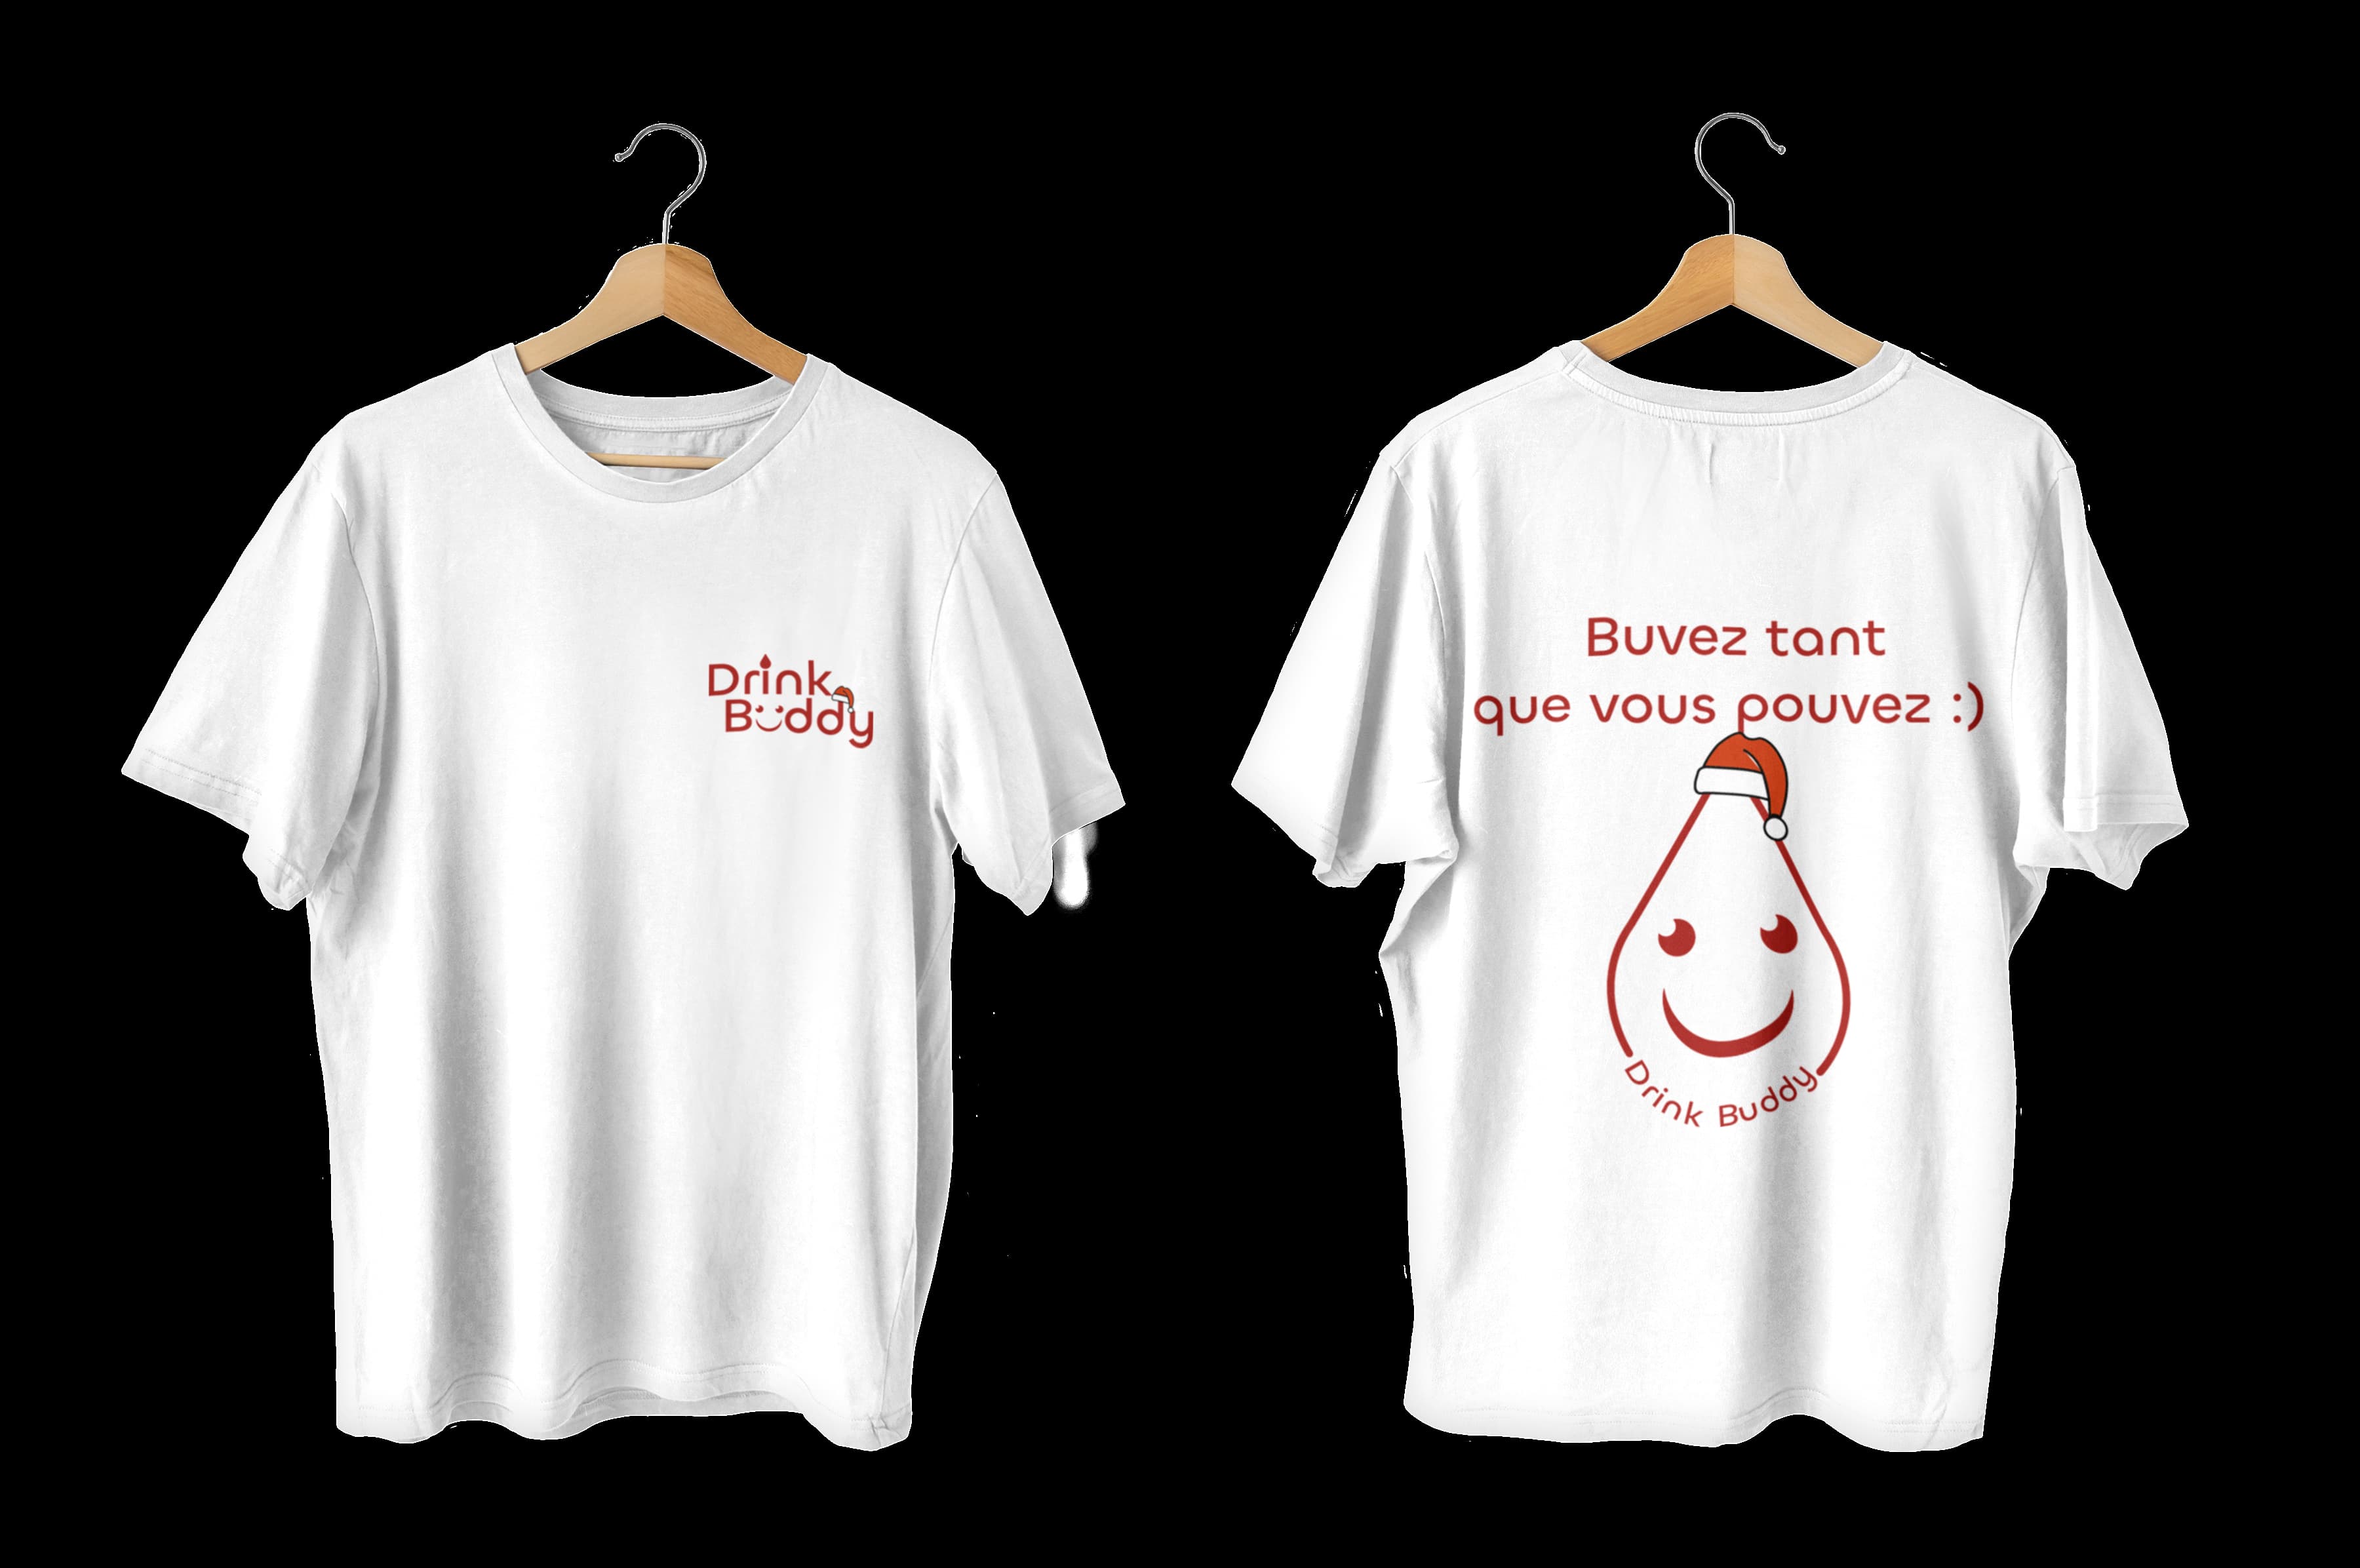 Drink
Buddy
Buvez tant
que vous pouvez :)
Drink Buddy